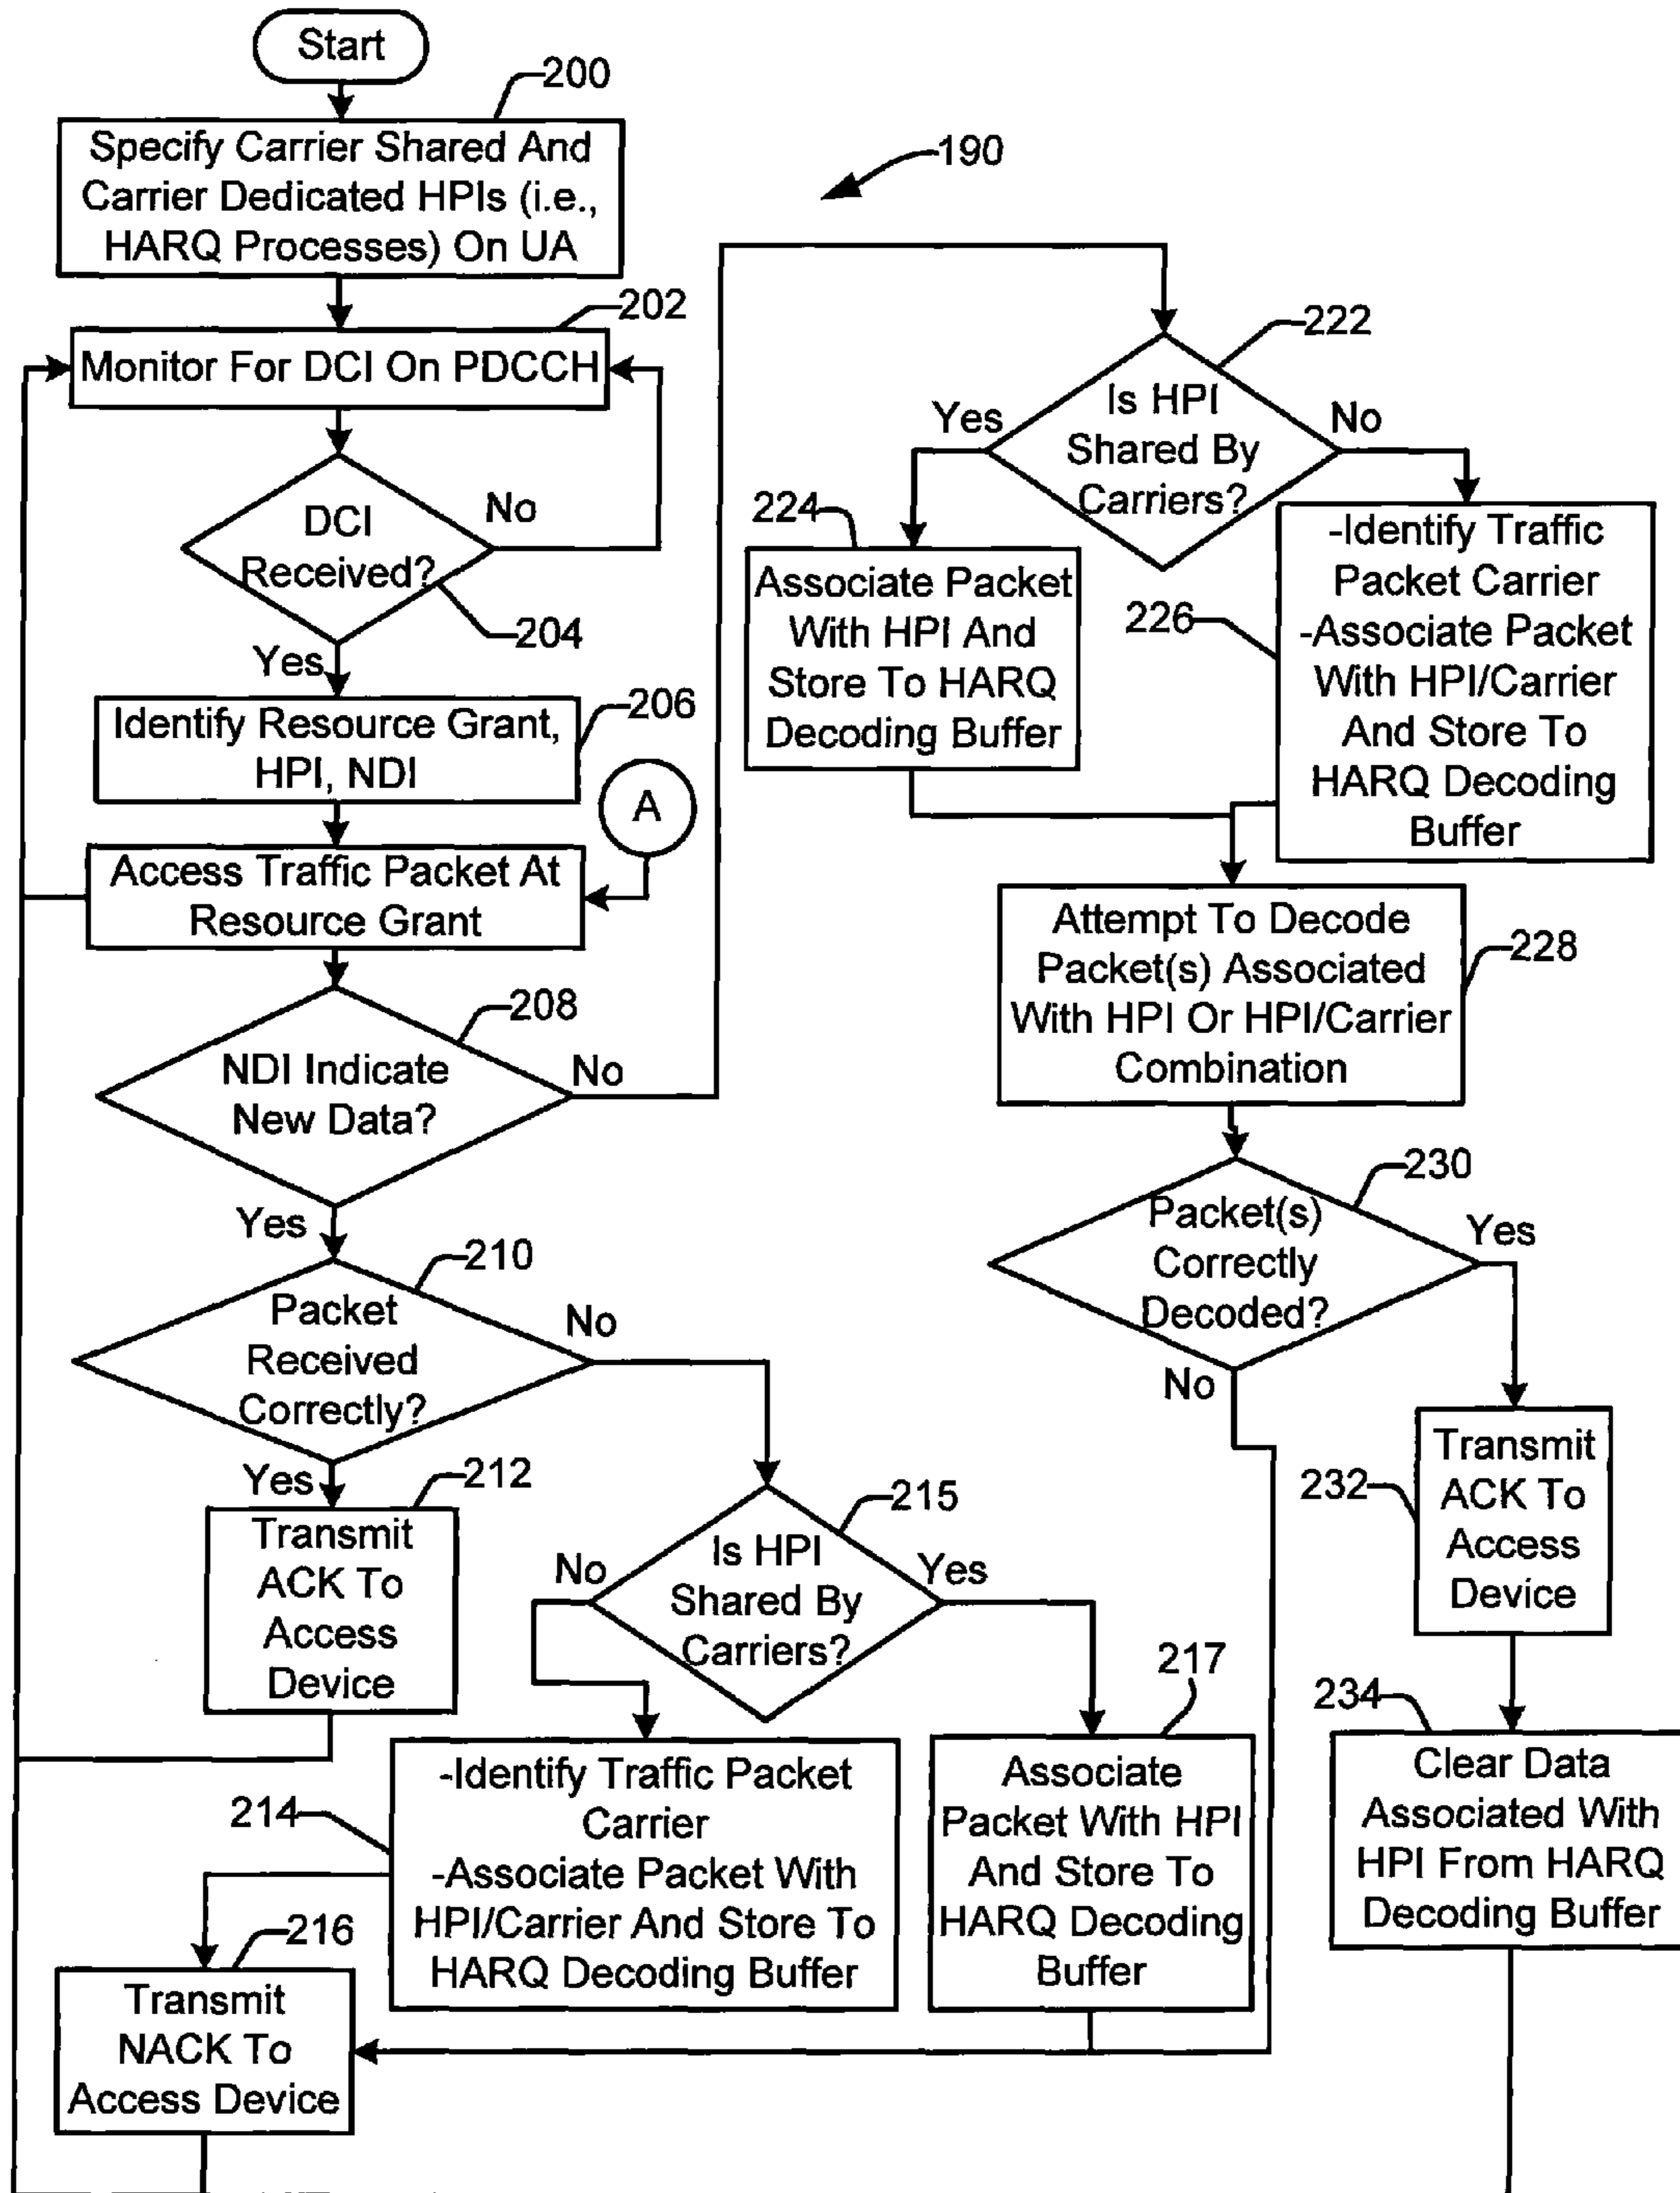 Start
200
Specify Carrier Shared And
Carrier Dedicated HPIs (i.e.,
HARQ Processes) On UA
190
202
Monitor For DCI On PDCCH
DCI
Received?
No
204
Yes
206
Identify Resource Grant,
HPI, NDI
A
Access Traffic Packet At
Resource Grant
208
NDI Indicate
New Data?
No
Yes
210
Packet
Received
Correctly?
No
Yes
212
Transmit
ACK To
Access
Device
215
Is HPI
Shared By
Carriers?
No
Yes
214
-Identify Traffic Packet
Carrier
-Associate Packet With
HPI/Carrier And Store To
HARQ Decoding Buffer
217
Associate
Packet With HPI
And Store To
HARQ Decoding
Buffer
216
Transmit
NACK To
Access Device
222
Is HPI
Shared By
Carriers?
Yes
No
224
Associate Packet
With HPI And
Store To HARQ
Decoding Buffer
226
-Identify Traffic
Packet Carrier
-Associate Packet
With HPI/Carrier
And Store To
HARQ Decoding
Buffer
228
Attempt To Decode
Packet(s) Associated
With HPI Or HPI/Carrier
Combination
230
Packet(s)
Correctly
Decoded?
Yes
No
232
Transmit
ACK To
Access
Device
234
Clear Data
Associated With
HPI From HARQ
Decoding Buffer